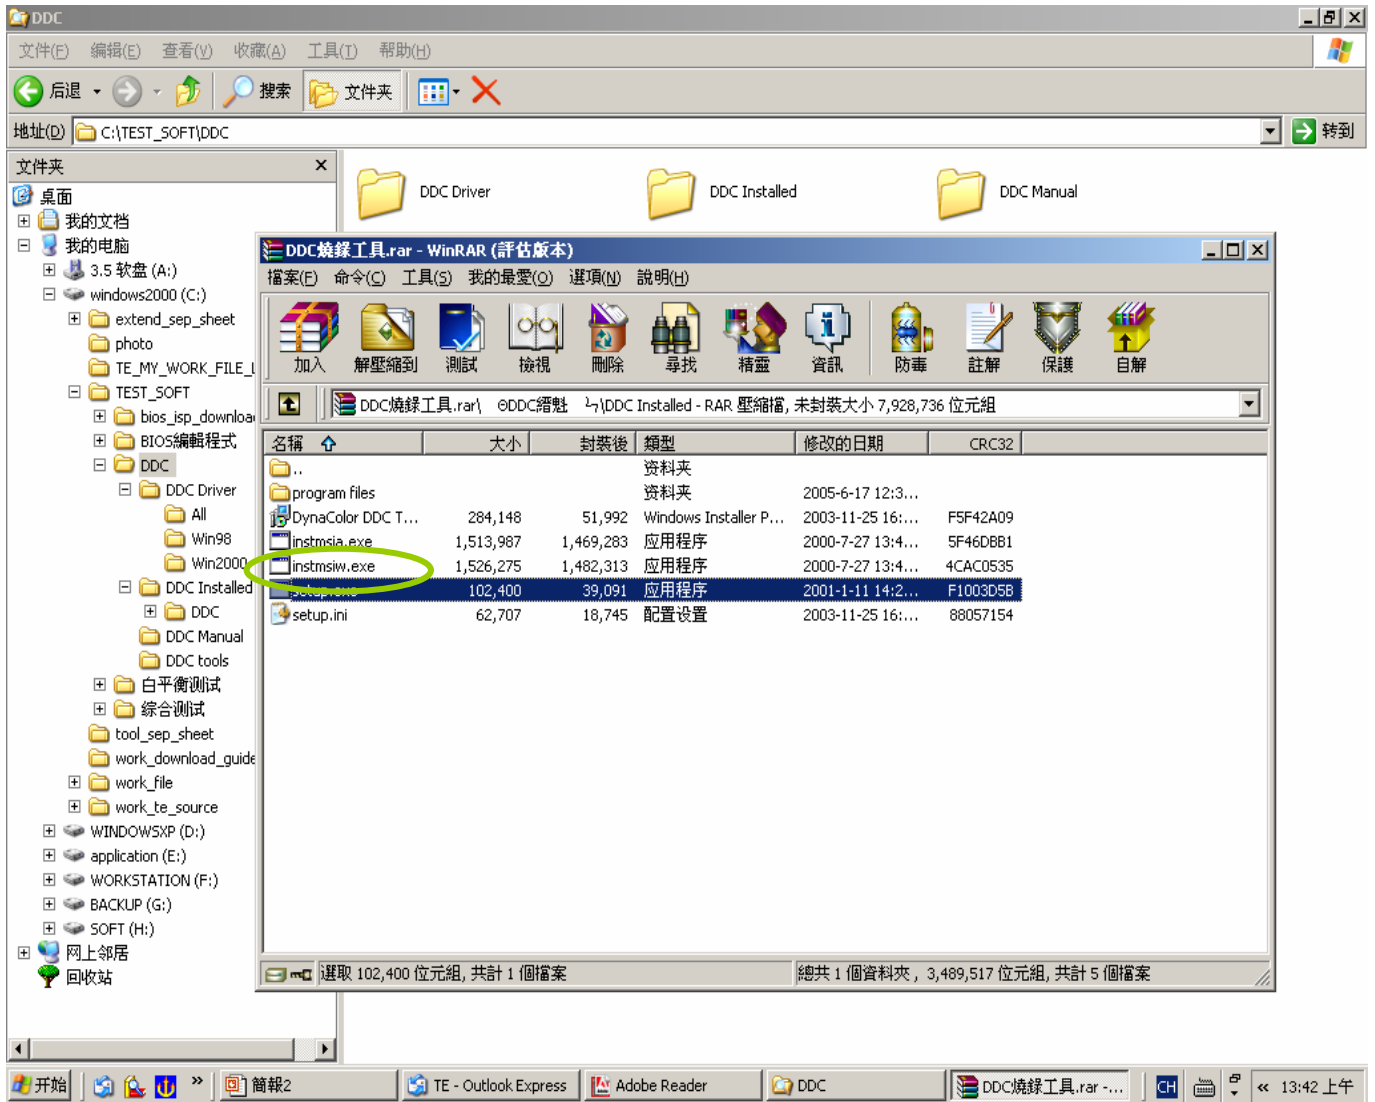 DDC
文件(F) 编辑(E) 查看(V) 收藏(A) 工具(T) 帮助(H)
后退 搜索 文件夹
地址(D) C:\TEST_SOFT\DDC 转到
文件夹
DDC Driver DDC Installed DDC Manual
桌面
我的文档
我的电脑
3.5 软盘 (A:)
windows2000 (C:)
extend_sep_sheet
photo
TE_MY_WORK_FILE_L
TEST_SOFT
bios_isp_downloa
BIOS編輯程式
DDC
DDC Driver
All
Win98
Win2000
DDC Installed
DDC
DDC Manual
DDC tools
白平衡测试
综合测试
tool_sep_sheet
work_download_guide
work_file
work_te_source
WINDOWSXP (D:)
application (E:)
WORKSTATION (F:)
BACKUP (G:)
SOFT (H:)
网上邻居
回收站
DDC燒錄工具.rar - WinRAR (評估版本)
檔案(F) 命令(C) 工具(S) 我的最愛(O) 選項(N) 說明(H)
加入 解壓縮到 測試 檢視 刪除 尋找 精靈 資訊 防毒 註解 保護 自解
DDC燒錄工具.rar\ ΘDDC縉魁 ㄣ\DDC Installed - RAR 壓縮檔, 未封裝大小 7,928,736 位元組
名稱 大小 封裝後 類型 修改的日期 CRC32
.. 资料夹
program files 资料夹 2005-6-17 12:3...
DynaColor DDC T... 284,148 51,992 Windows Installer P... 2003-11-25 16:... F5F42A09
instmsia.exe 1,513,987 1,469,283 应用程序 2000-7-27 13:4... 5F46DBB1
instmsiw.exe 1,526,275 1,482,313 应用程序 2000-7-27 13:4... 4CAC0535
setup.exe 102,400 39,091 应用程序 2001-1-11 14:2... F1003D5B
setup.ini 62,707 18,745 配置设置 2003-11-25 16:... 88057154
選取 102,400 位元組, 共計 1 個檔案 總共 1 個資料夾, 3,489,517 位元組, 共計 5 個檔案
开始 » 簡報2 TE - Outlook Express Adobe Reader DDC DDC燒錄工具.rar -... CH « 13:42 上午